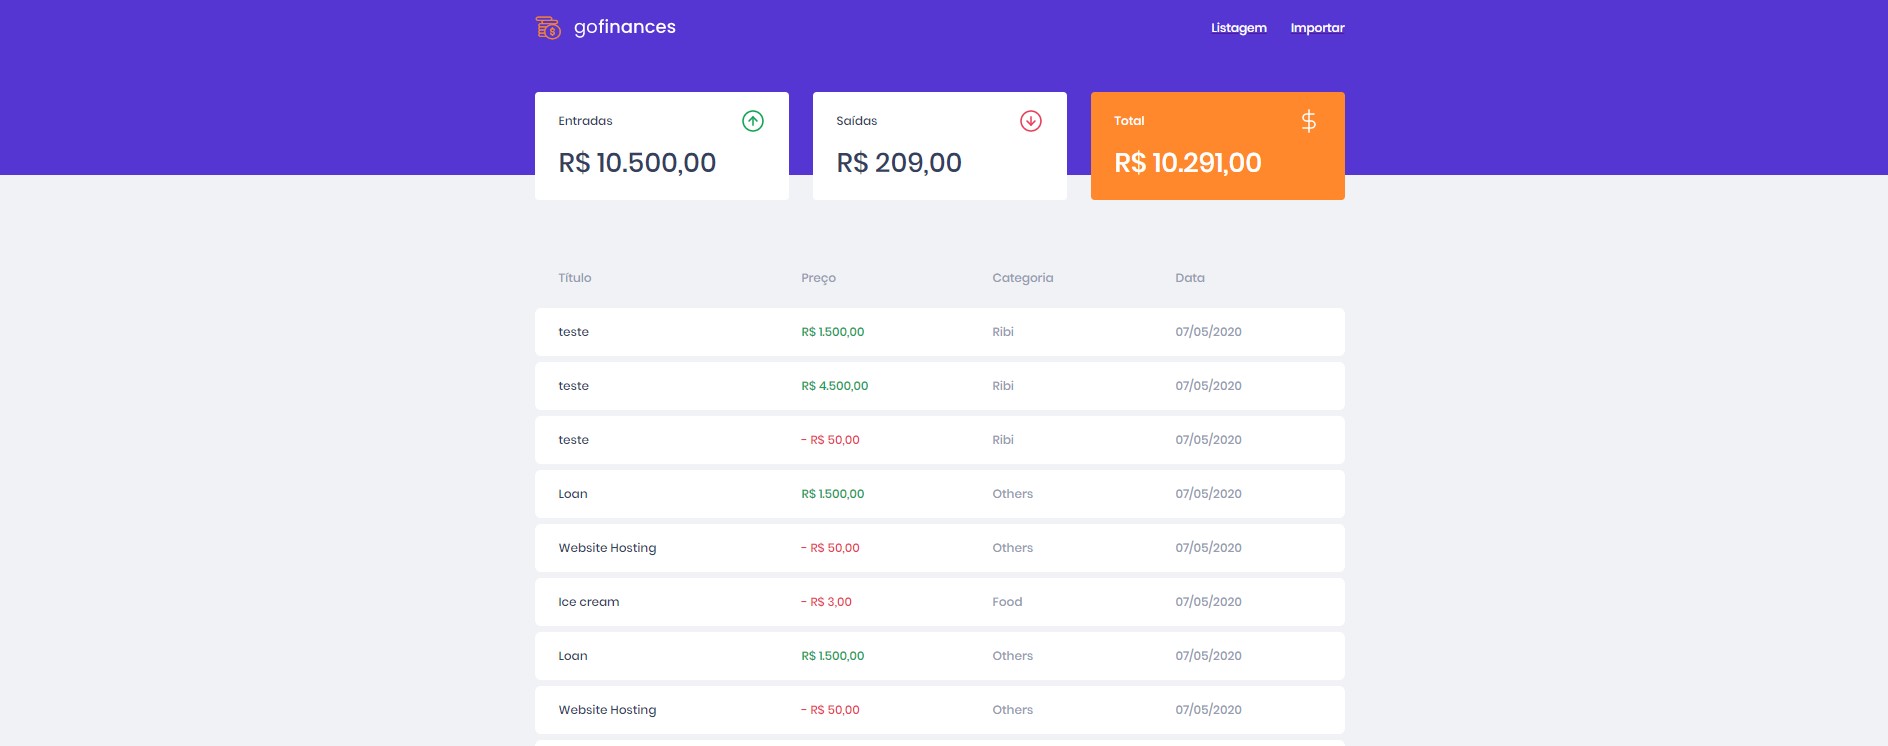 gofinances Listagem Importar
Entradas Saídas Total
R$ 10.500,00 R$ 209,00 R$ 10.291,00
Título Preço Categoria Data
teste R$ 1.500,00 Ribi 07/05/2020
teste R$ 4.500,00 Ribi 07/05/2020
teste - R$ 50,00 Ribi 07/05/2020
Loan R$ 1.500,00 Others 07/05/2020
Website Hosting - R$ 50,00 Others 07/05/2020
Ice cream - R$ 3,00 Food 07/05/2020
Loan R$ 1.500,00 Others 07/05/2020
Website Hosting - R$ 50,00 Others 07/05/2020